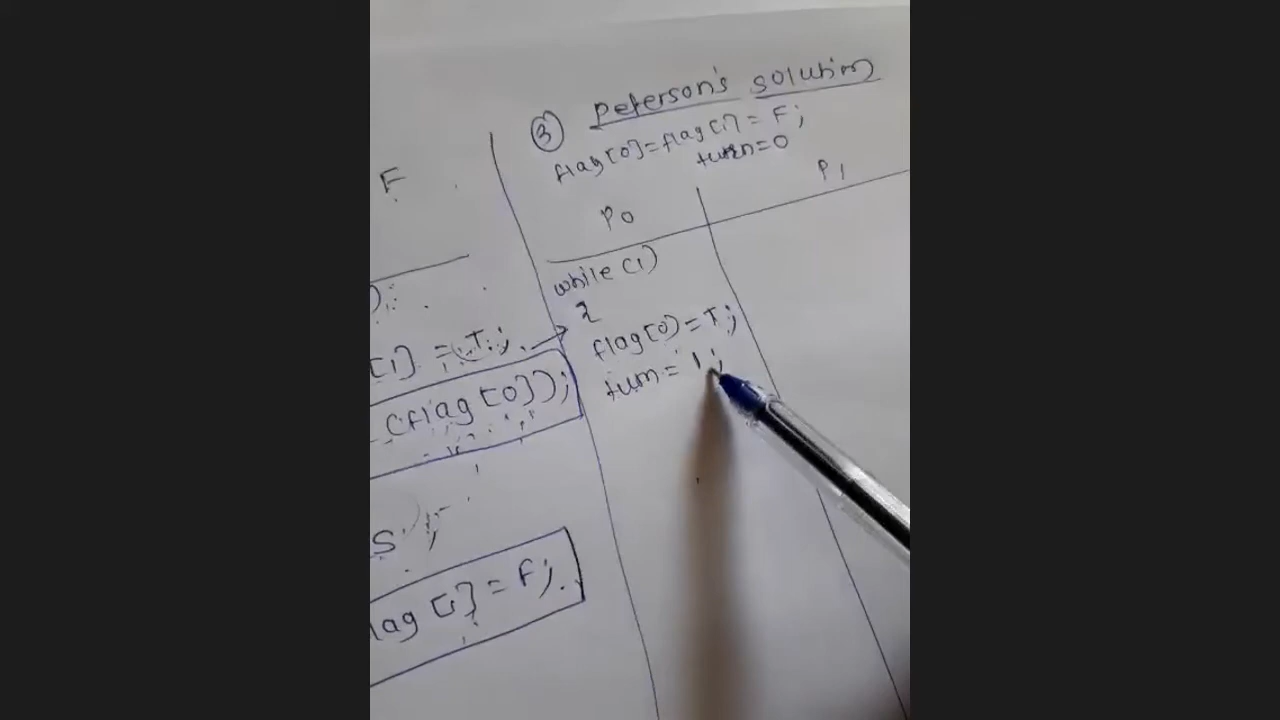 F
);
[1] = T;
(flag[0]);
S;
lag [1] = F;
③ Peterson's solution
flag[0]=flag[1] = F;
turn=0
P0
P1
while(1)
{
flag[0]=T;
turn= 1;